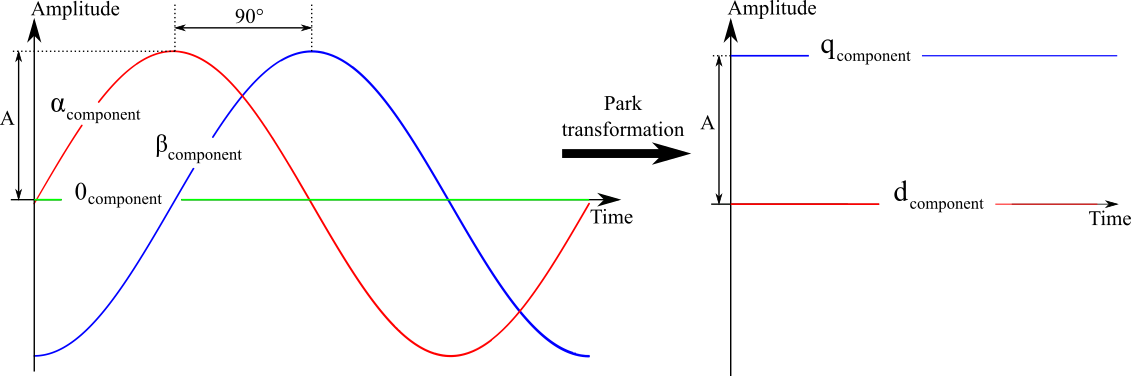 Amplitude
90°
A
αcomponent
βcomponent
0component
Time
Park
transformation
Amplitude
qcomponent
A
dcomponent
Time